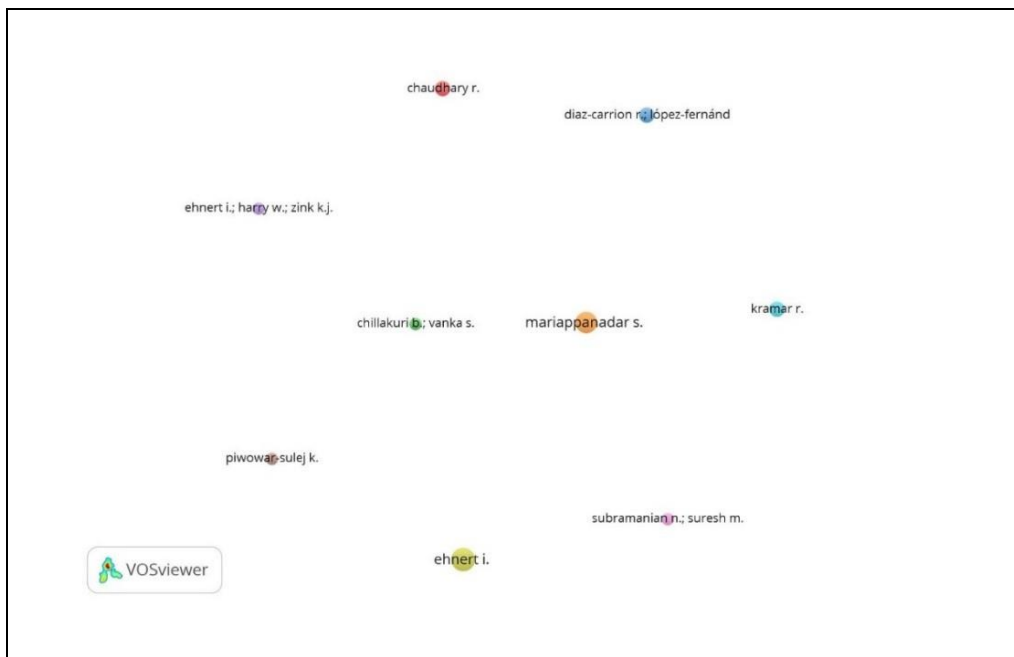 chaudhary r.
diaz-carrion r.; lópez-fernánd
ehnert i.; harry w.; zink k.j.
kramar r.
chillakuri b.; vanka s.
mariappanadar s.
piwowar-sulej k.
subramanian n.; suresh m.
ehnert i.
VOSviewer